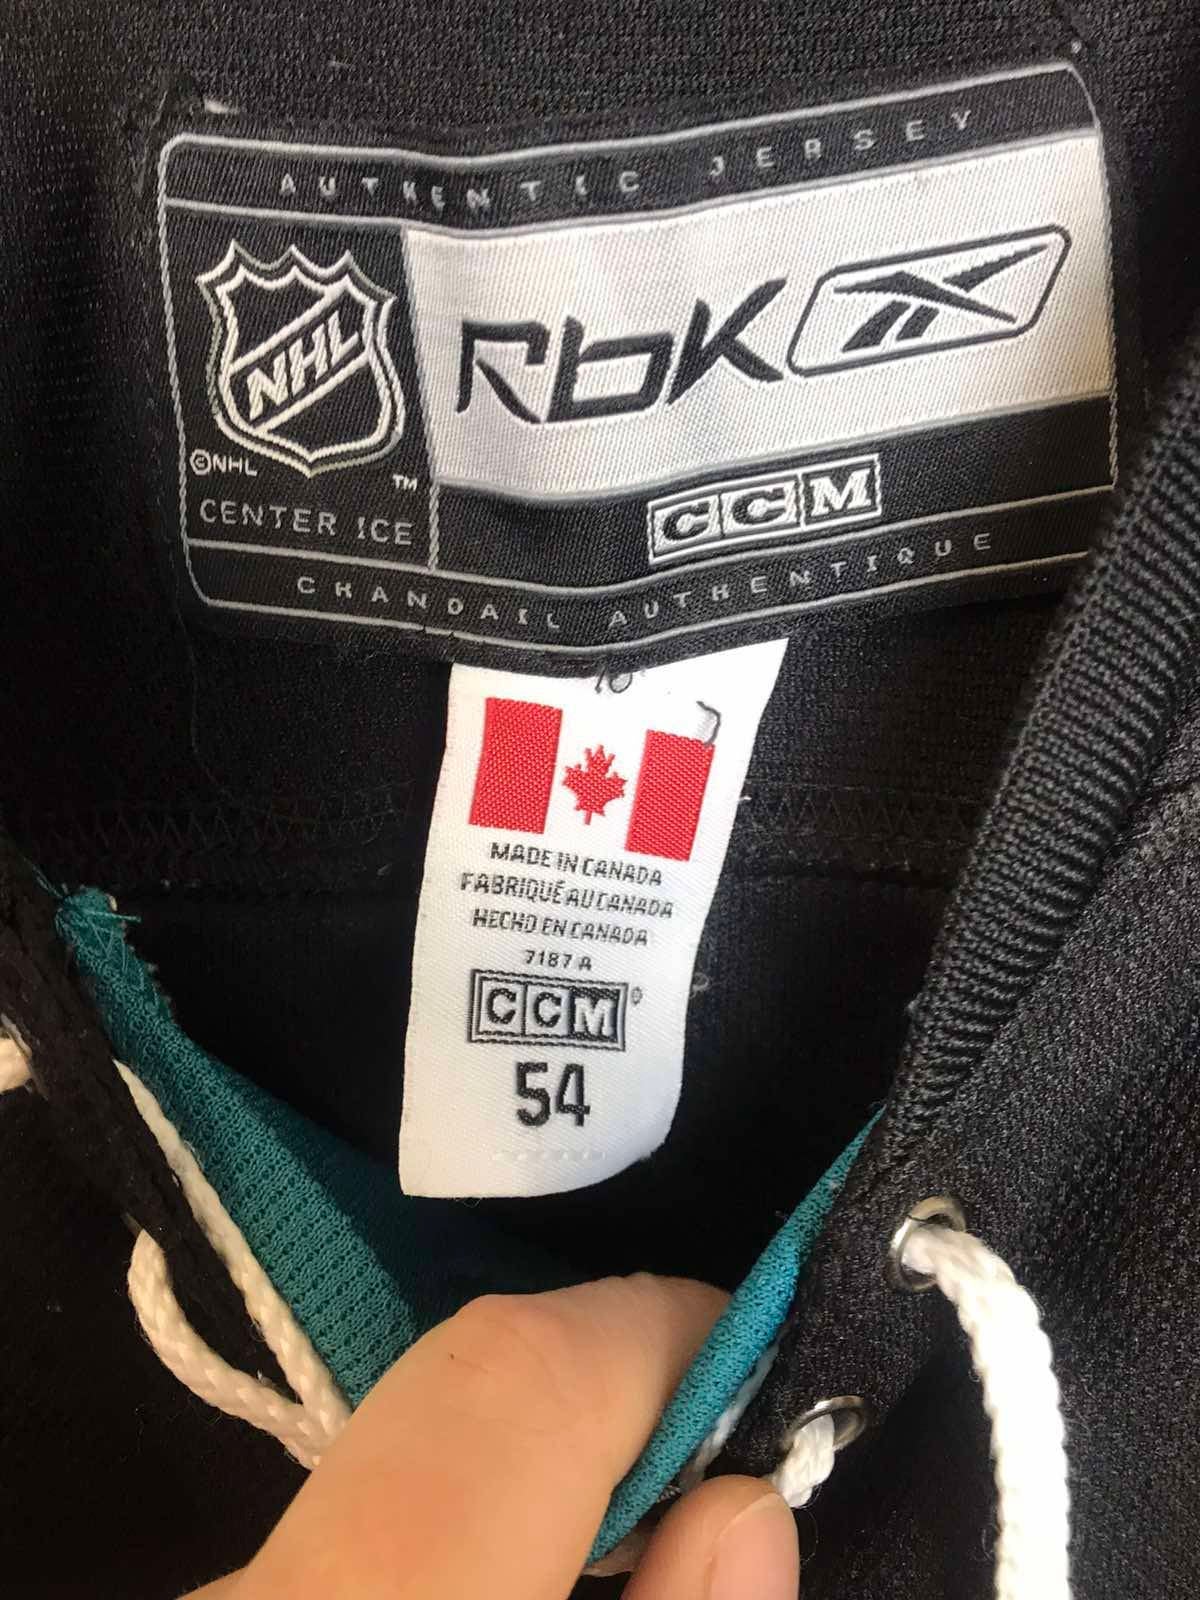 AUTHENTIC JERSEY
NHL
Rbk
©NHL
TM
CCM
CENTER ICE
CHANDAIL AUTHENTIQUE
MADE IN CANADA
FABRIQUÉ AU CANADA
HECHO EN CANADA
7187 A
CCM®
54